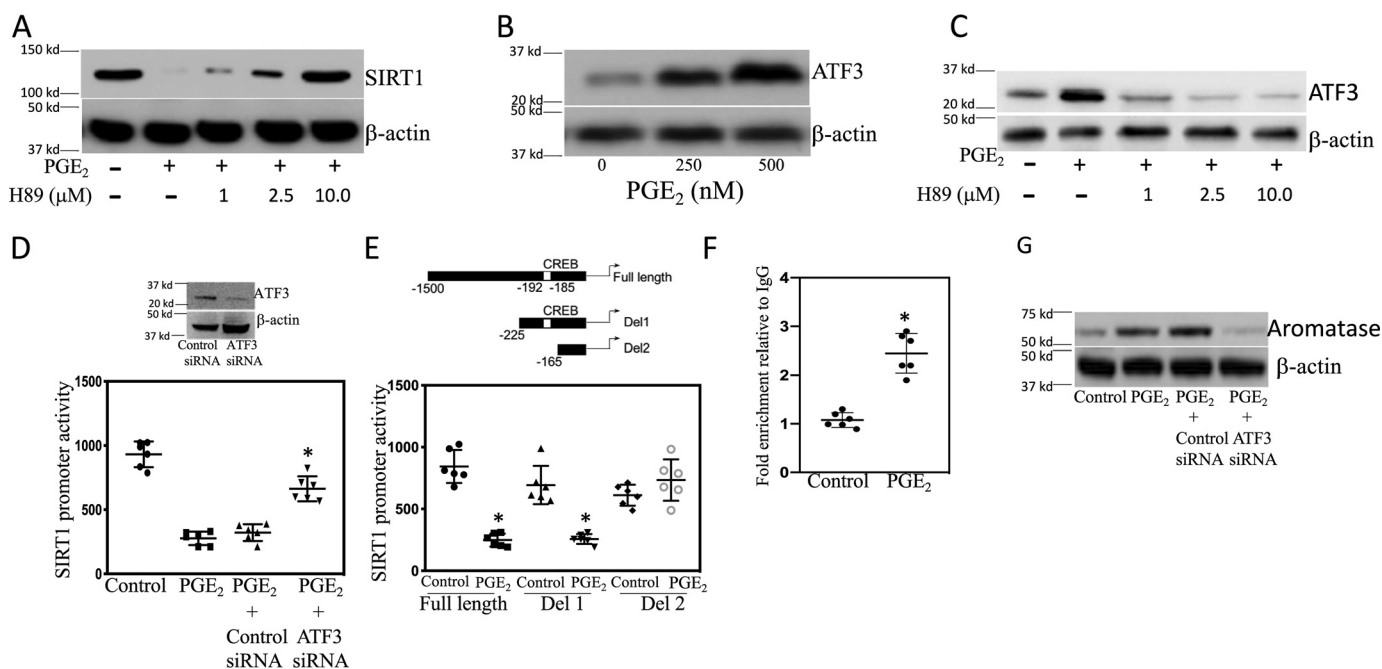 A
150 kd
100 kd
50 kd
37 kd
SIRT1
β-actin
PGE2 – + + + +
H89 (μM) – – 1 2.5 10.0
B
37 kd
20 kd
50 kd
37 kd
ATF3
β-actin
0 250 500
PGE2 (nM)
C
37 kd
20 kd
50 kd
37 kd
ATF3
β-actin
PGE2 – + + + +
H89 (μM) – – 1 2.5 10.0
D
37 kd
20 kd
50 kd
37 kd
ATF3
β-actin
Control ATF3
siRNA siRNA
SIRT1 promoter activity
1500
1000
500
0
*
Control PGE2 PGE2 PGE2
+ +
Control ATF3
siRNA siRNA
E
CREB
Full length
-1500 -192 -185
CREB
Del1
-225
Del2
-165
SIRT1 promoter activity
1500
1000
500
0
* *
Control PGE2 Control PGE2 Control PGE2
Full length Del 1 Del 2
F
Fold enrichment relative to IgG
4
3
2
1
0
*
Control PGE2
G
75 kd
50 kd
50 kd
37 kd
Aromatase
β-actin
Control PGE2 PGE2 PGE2
+ +
Control ATF3
siRNA siRNA